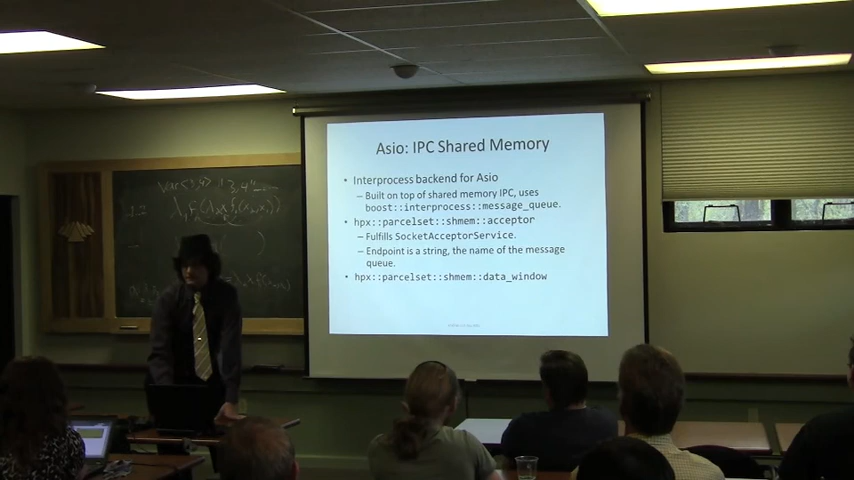 Asio: IPC Shared Memory
• Interprocess backend for Asio
– Built on top of shared memory IPC, uses
boost::interprocess::message_queue.
• hpx::parcelset::shmem::acceptor
– Fulfills SocketAcceptorService.
– Endpoint is a string, the name of the message
queue.
• hpx::parcelset::shmem::data_window